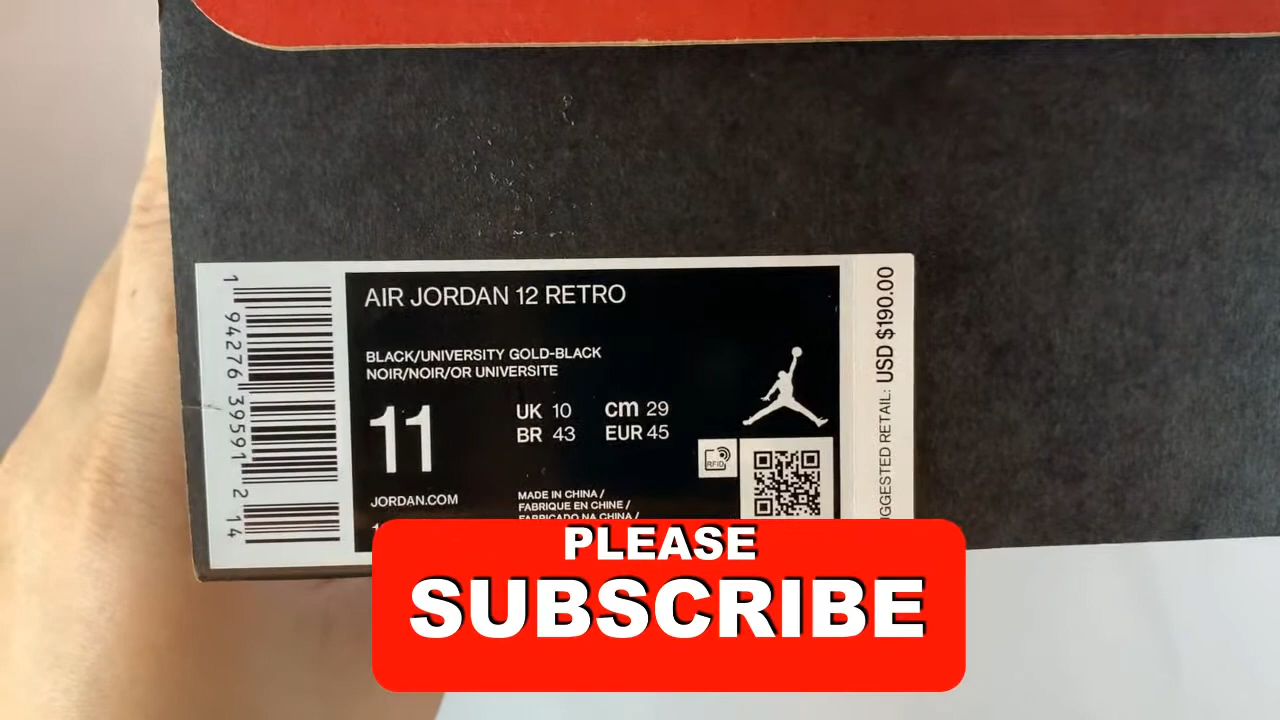 AIR JORDAN 12 RETRO
BLACK/UNIVERSITY GOLD-BLACK
NOIR/NOIR/OR UNIVERSITE
11
UK 10 cm 29
BR 43 EUR 45
RFID
JORDAN.COM
MADE IN CHINA /
FABRIQUE EN CHINE /
FABRICADO NA CHINA /
1 94276 39591 2 14
USD $190.00
PLEASE
SUBSCRIBE